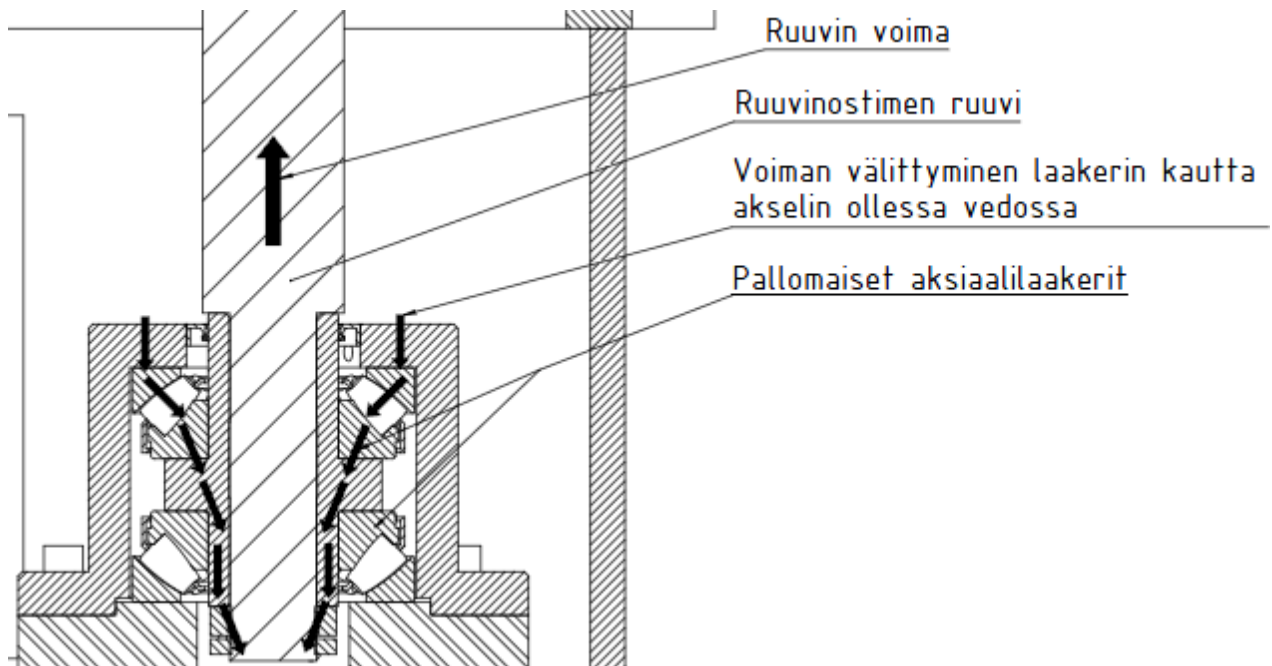 Ruuvin voima
Ruuvinostimen ruuvi
Voiman välittyminen laakerin kautta
akselin ollessa vedossa
Pallomaiset aksiaalilaakerit